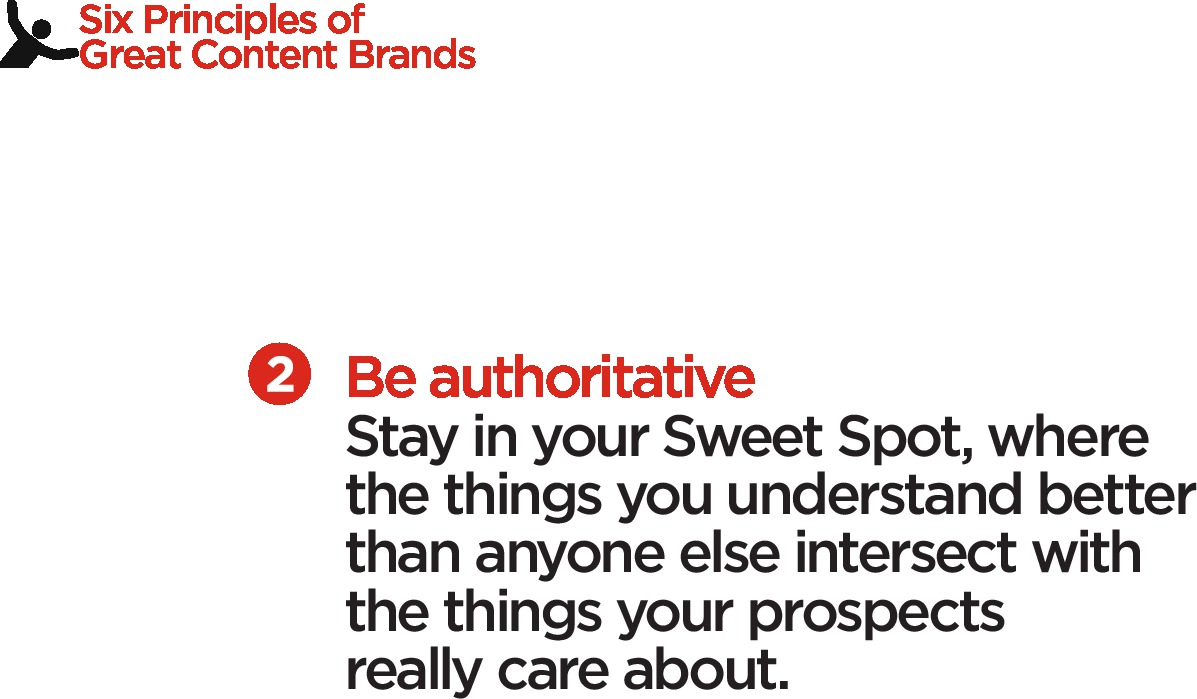 Six Principles of
Great Content Brands
2 Be authoritative
Stay in your Sweet Spot, where
the things you understand better
than anyone else intersect with
the things your prospects
really care about.